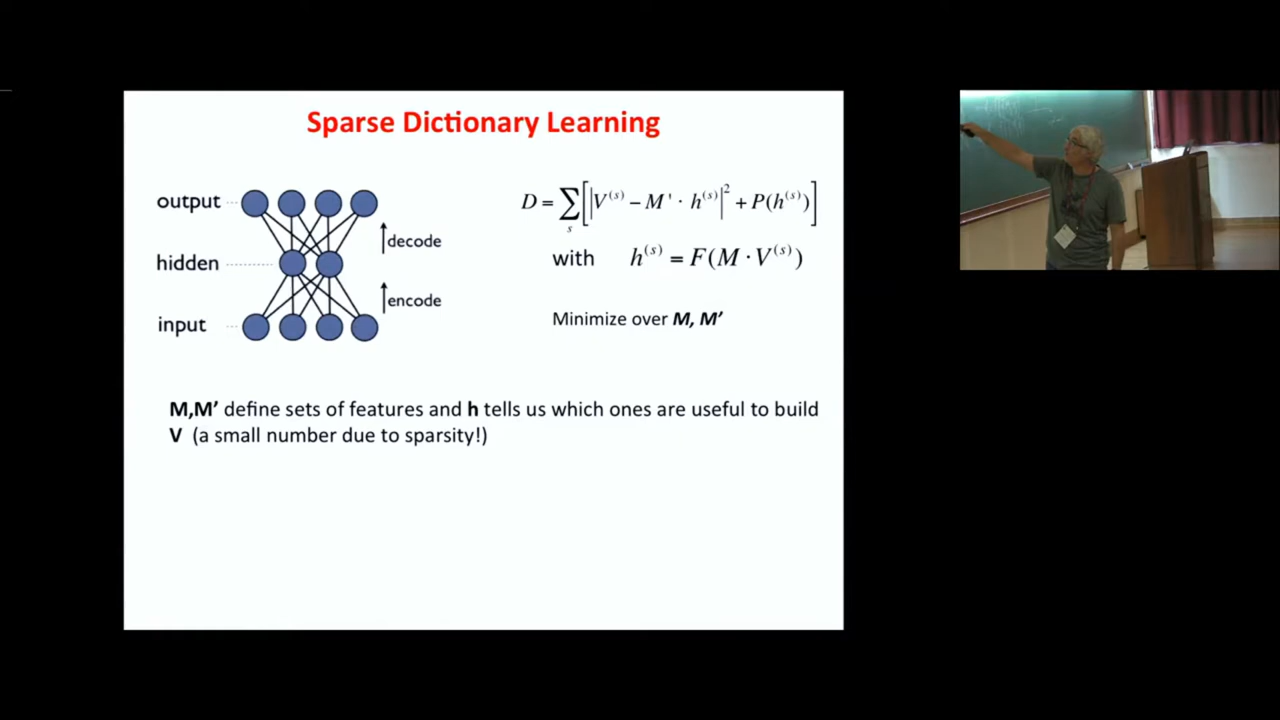 Sparse Dictionary Learning
output
hidden
input
decode
encode
D = ∑_s [ |V^(s) − M' · h^(s)|^2 + P(h^(s)) ]
with h^(s) = F(M · V^(s))
Minimize over M, M'
M,M' define sets of features and h tells us which ones are useful to build
V (a small number due to sparsity!)